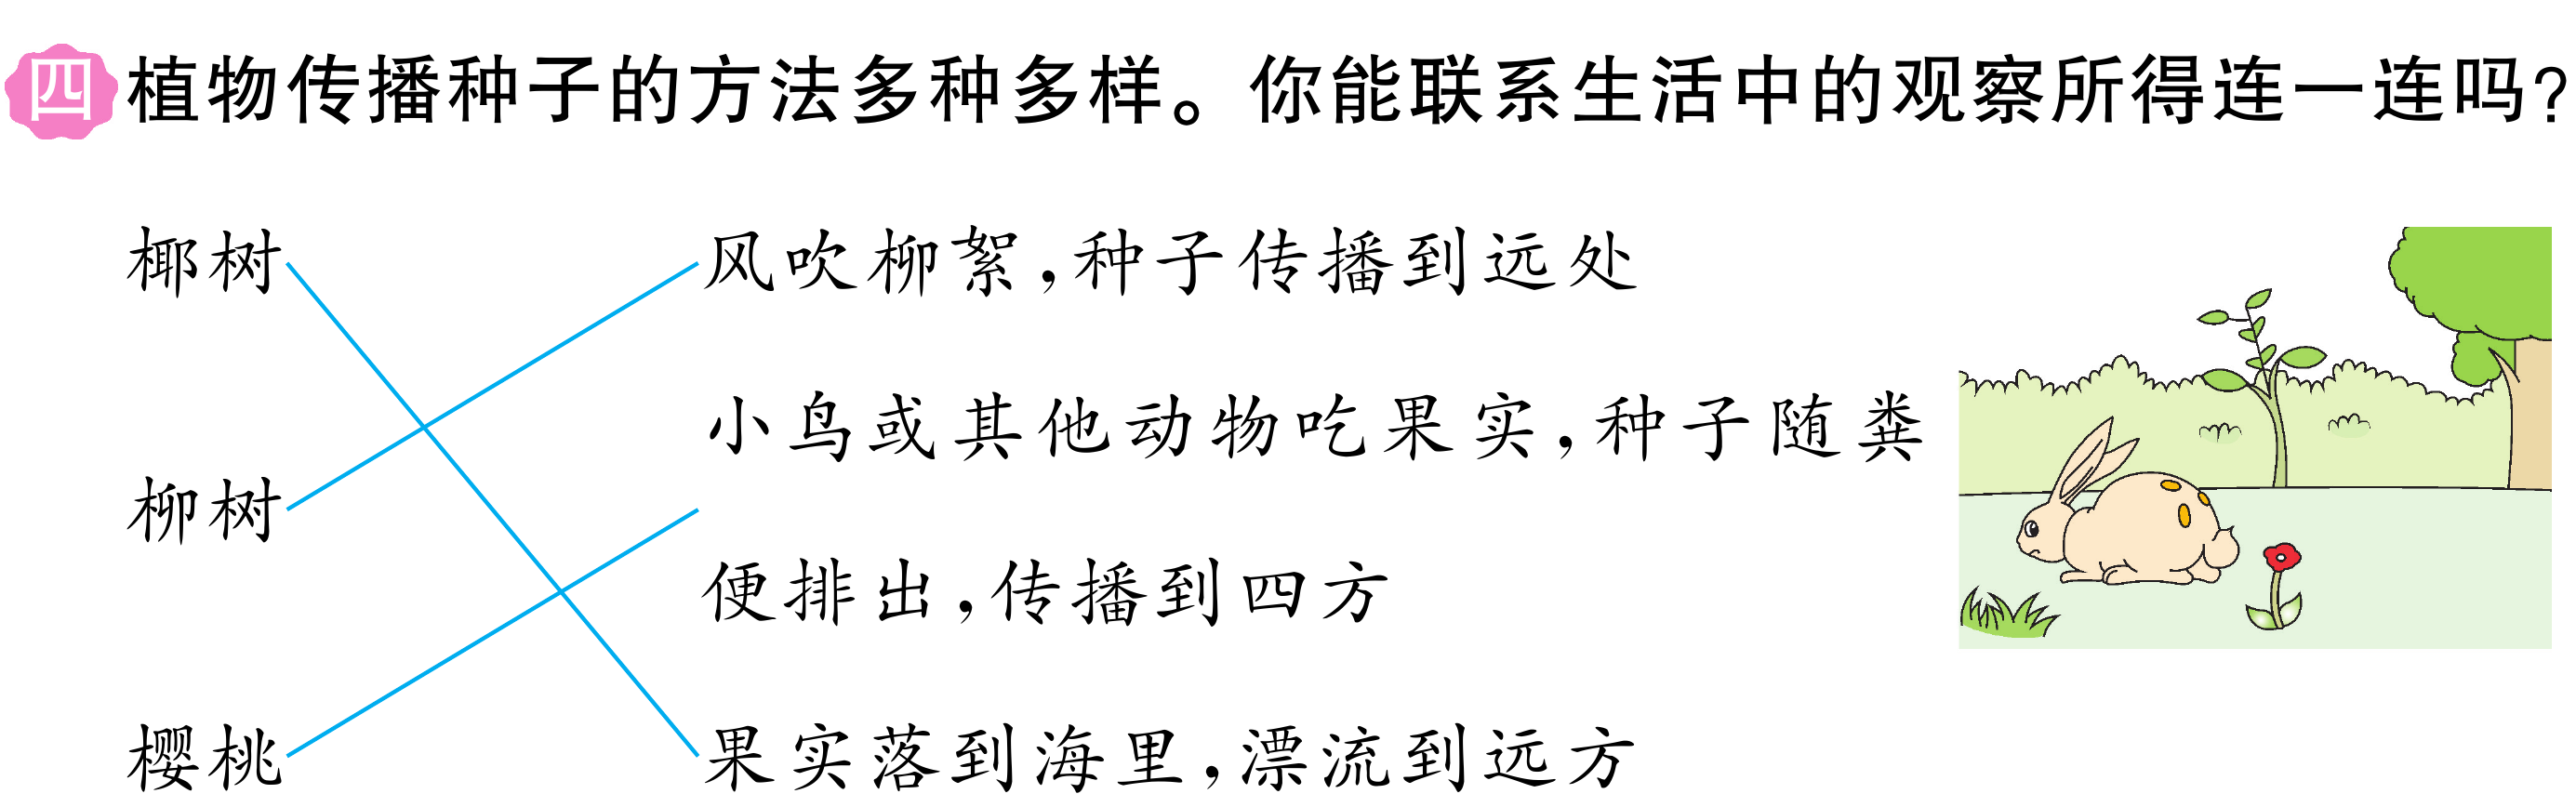 四 植物传播种子的方法多种多样。你能联系生活中的观察所得连一连吗?
椰树 风吹柳絮,种子传播到远处
小鸟或其他动物吃果实,种子随粪
柳树
便排出,传播到四方
樱桃 果实落到海里,漂流到远方